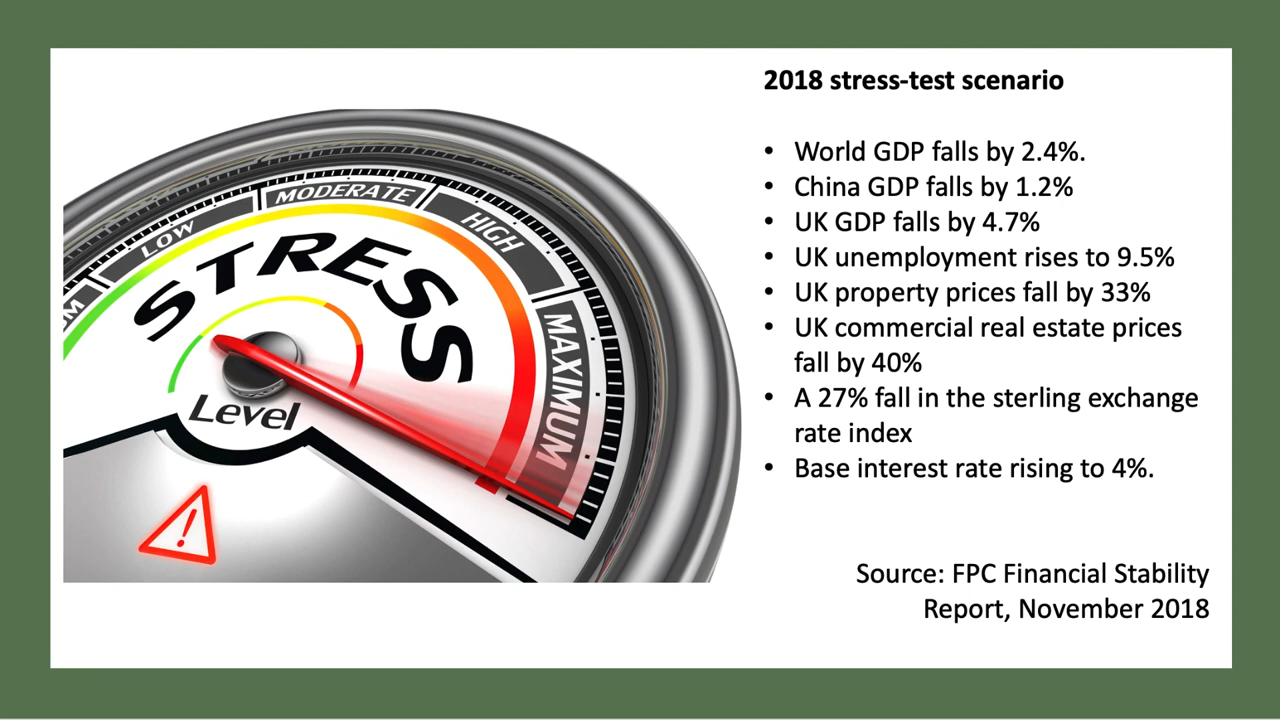 2018 stress-test scenario
• World GDP falls by 2.4%.
• China GDP falls by 1.2%
• UK GDP falls by 4.7%
• UK unemployment rises to 9.5%
• UK property prices fall by 33%
• UK commercial real estate prices
fall by 40%
• A 27% fall in the sterling exchange
rate index
• Base interest rate rising to 4%.
Source: FPC Financial Stability
Report, November 2018
LOW
MODERATE
HIGH
MAXIMUM
STRESS
Level
!